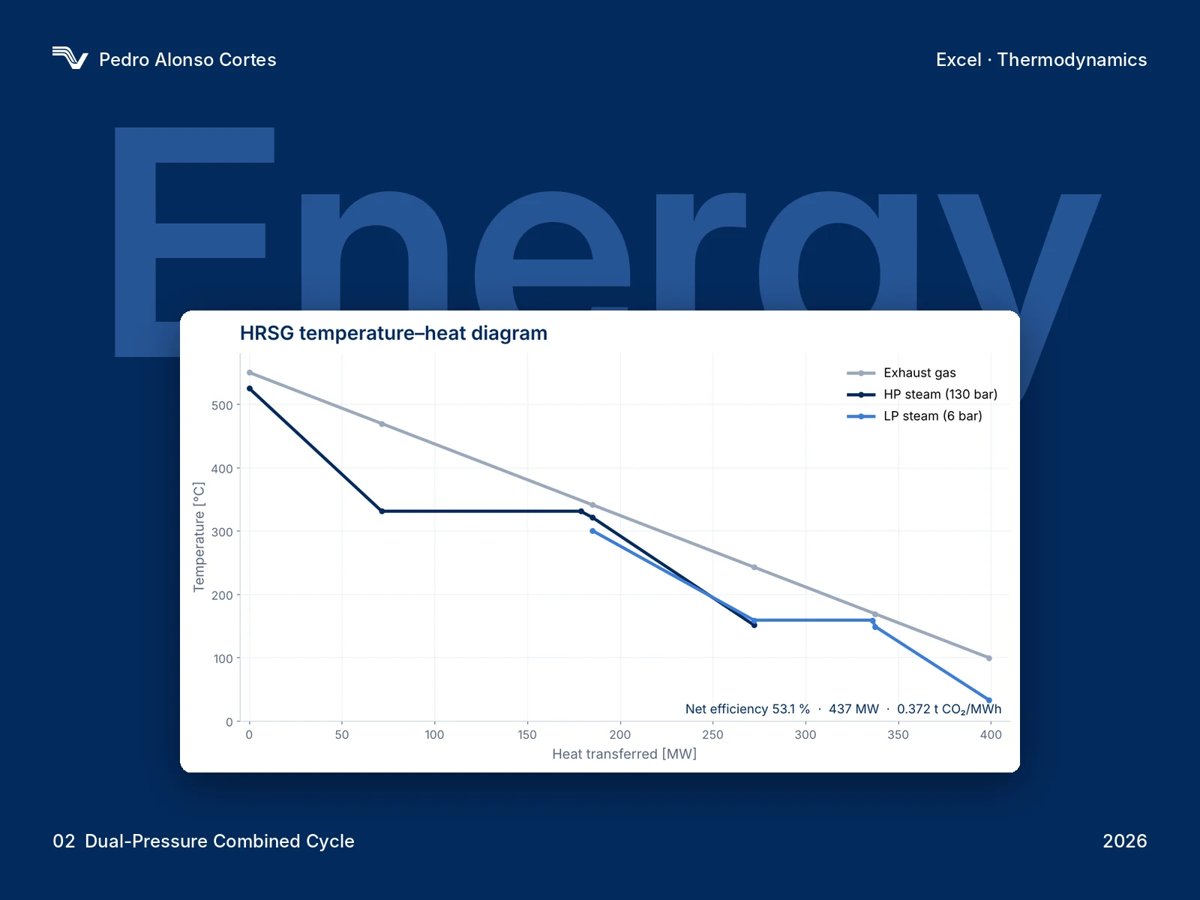 Pedro Alonso Cortes
Excel · Thermodynamics
Energy
HRSG temperature–heat diagram
Exhaust gas
HP steam (130 bar)
LP steam (6 bar)
Temperature [°C]
500
400
300
200
100
0
Net efficiency 53.1 % · 437 MW · 0.372 t CO₂/MWh
0 50 100 150 200 250 300 350 400
Heat transferred [MW]
02 Dual-Pressure Combined Cycle
2026